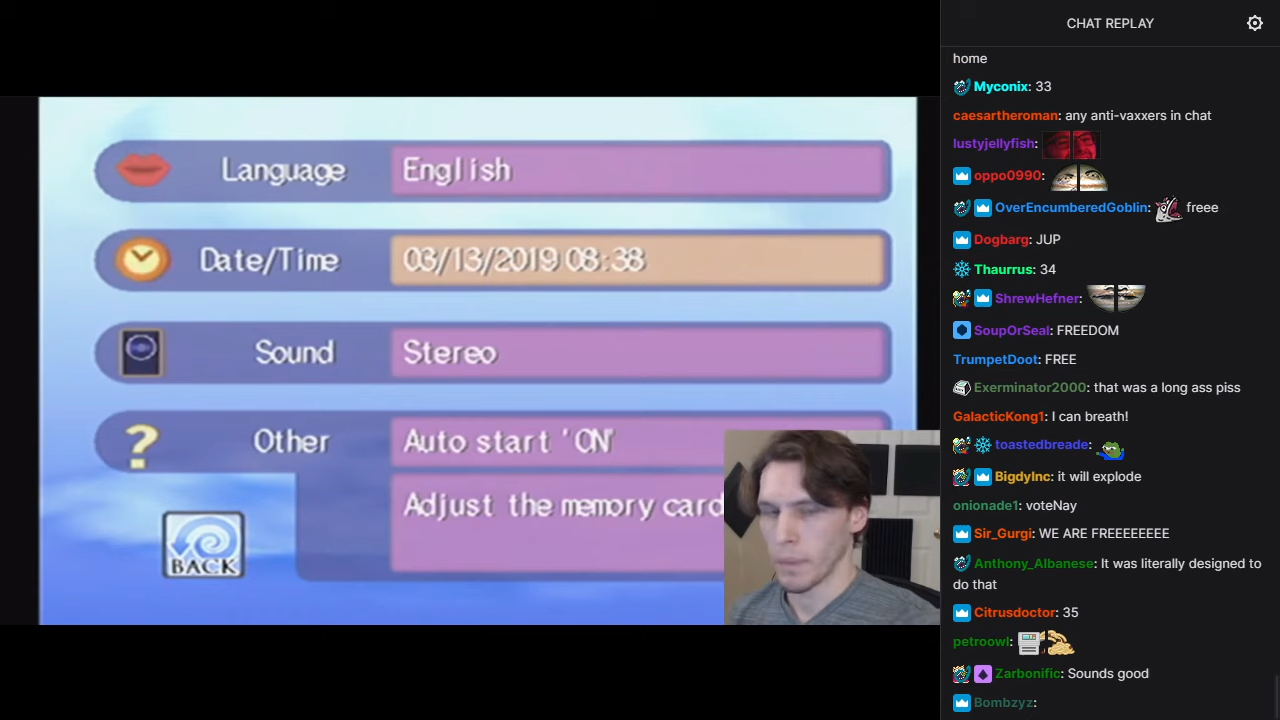 Language English
Date/Time 03/13/2019 08:38
Sound Stereo
Other Auto start 'ON'
Adjust the memory card
BACK
CHAT REPLAY
home
Myconix: 33
caesartheroman: any anti-vaxxers in chat
lustyjellyfish:
oppo0990:
OverEncumberedGoblin: freee
Dogbarg: JUP
Thaurrus: 34
ShrewHefner:
SoupOrSeal: FREEDOM
TrumpetDoot: FREE
Exerminator2000: that was a long ass piss
GalacticKong1: I can breath!
toastedbreade:
BigdyInc: it will explode
onionade1: voteNay
Sir_Gurgi: WE ARE FREEEEEEEE
Anthony_Albanese: It was literally designed to
do that
Citrusdoctor: 35
petroowl:
Zarbonific: Sounds good
Bombzyz: